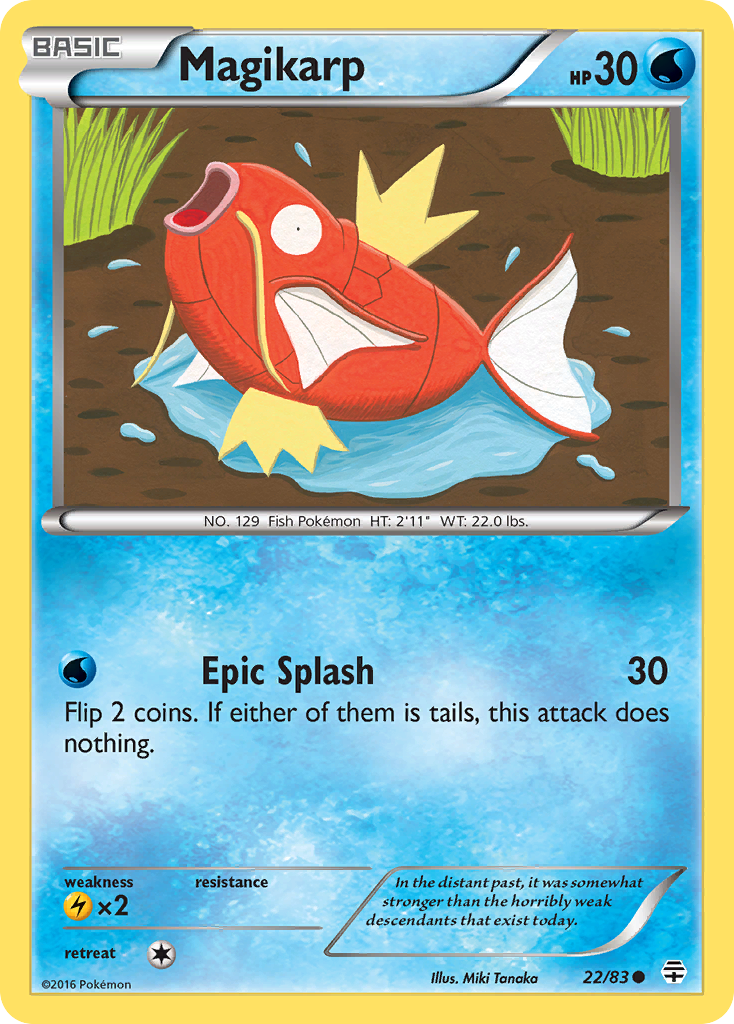 BASIC
Magikarp
HP30
NO. 129 Fish Pokémon HT: 2'11" WT: 22.0 lbs.
Epic Splash 30
Flip 2 coins. If either of them is tails, this attack does
nothing.
weakness resistance
×2
In the distant past, it was somewhat
stronger than the horribly weak
descendants that exist today.
retreat
©2016 Pokémon
Illus. Miki Tanaka
22/83